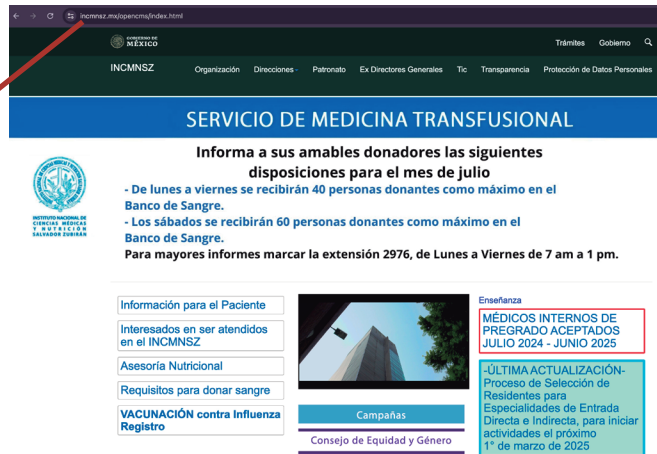 incmnsz.mx/opencms/index.html
GOBIERNO DE
MÉXICO
Trámites Gobierno
INCMNSZ
Organización Direcciones Patronato Ex Directores Generales Tic Transparencia Protección de Datos Personales
SERVICIO DE MEDICINA TRANSFUSIONAL
Informa a sus amables donadores las siguientes
disposiciones para el mes de julio
- De lunes a viernes se recibirán 40 personas donantes como máximo en el
Banco de Sangre.
- Los sábados se recibirán 60 personas donantes como máximo en el
Banco de Sangre.
Para mayores informes marcar la extensión 2976, de Lunes a Viernes de 7 am a 1 pm.
INSTITUTO NACIONAL DE
CIENCIAS MÉDICAS
Y NUTRICIÓN
SALVADOR ZUBIRÁN
Información para el Paciente
Interesados en ser atendidos
en el INCMNSZ
Asesoría Nutricional
Requisitos para donar sangre
VACUNACIÓN contra Influenza
Registro
Campañas
Consejo de Equidad y Género
Enseñanza
MÉDICOS INTERNOS DE
PREGRADO ACEPTADOS
JULIO 2024 - JUNIO 2025
-ÚLTIMA ACTUALIZACIÓN-
Proceso de Selección de
Residentes para
Especialidades de Entrada
Directa e Indirecta, para iniciar
actividades el próximo
1° de marzo de 2025